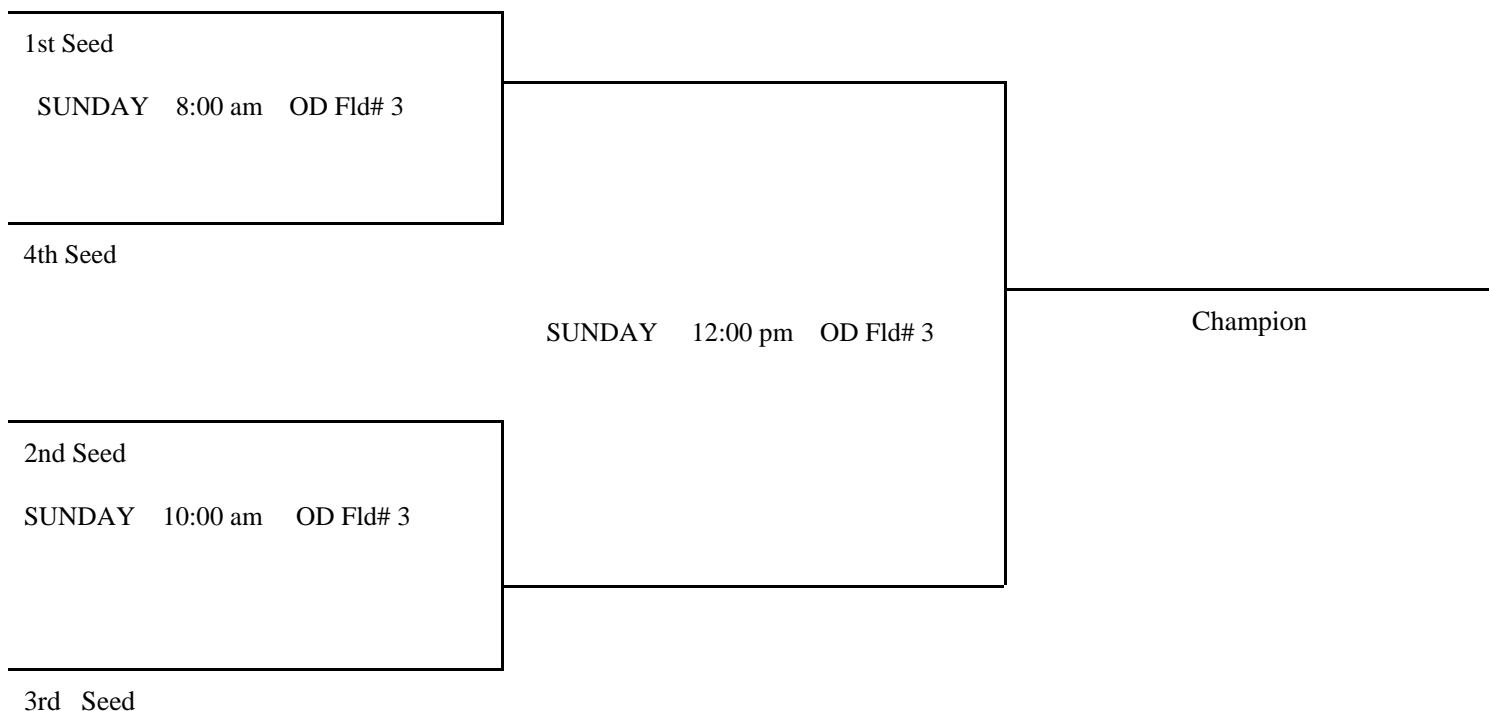 1st Seed
SUNDAY 8:00 am OD Fld# 3
4th Seed
SUNDAY 12:00 pm OD Fld# 3
Champion
2nd Seed
SUNDAY 10:00 am OD Fld# 3
3rd Seed